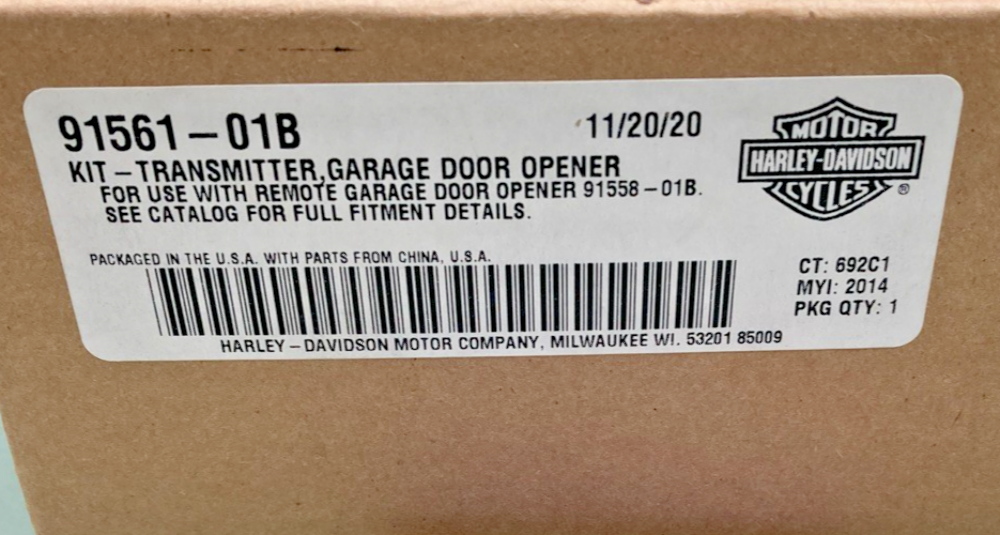 91561-01B 11/20/20
KIT-TRANSMITTER,GARAGE DOOR OPENER
FOR USE WITH REMOTE GARAGE DOOR OPENER 91558-01B.
SEE CATALOG FOR FULL FITMENT DETAILS.
MOTOR
HARLEY-DAVIDSON
CYCLES ®
PACKAGED IN THE U.S.A. WITH PARTS FROM CHINA, U.S.A.
CT: 692C1
MYI: 2014
PKG QTY: 1
HARLEY-DAVIDSON MOTOR COMPANY, MILWAUKEE WI. 53201 85009